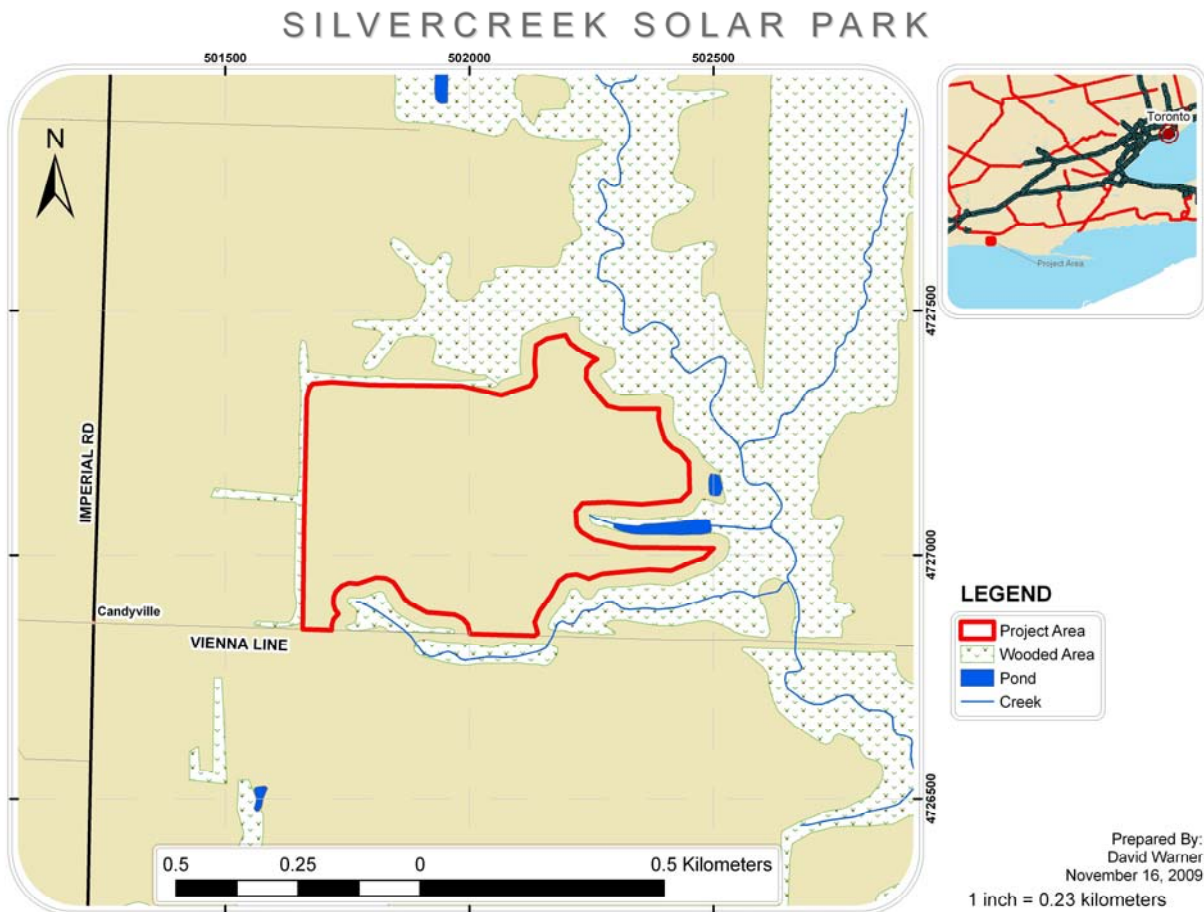 SILVERCREEK SOLAR PARK
501500
502000
502500
N
Toronto
Project Area
4727500
IMPERIAL RD
4727000
Candyville
VIENNA LINE
LEGEND
Project Area
Wooded Area
Pond
Creek
4726500
0.5 0.25 0 0.5 Kilometers
Prepared By:
David Warner
November 16, 2009
1 inch = 0.23 kilometers